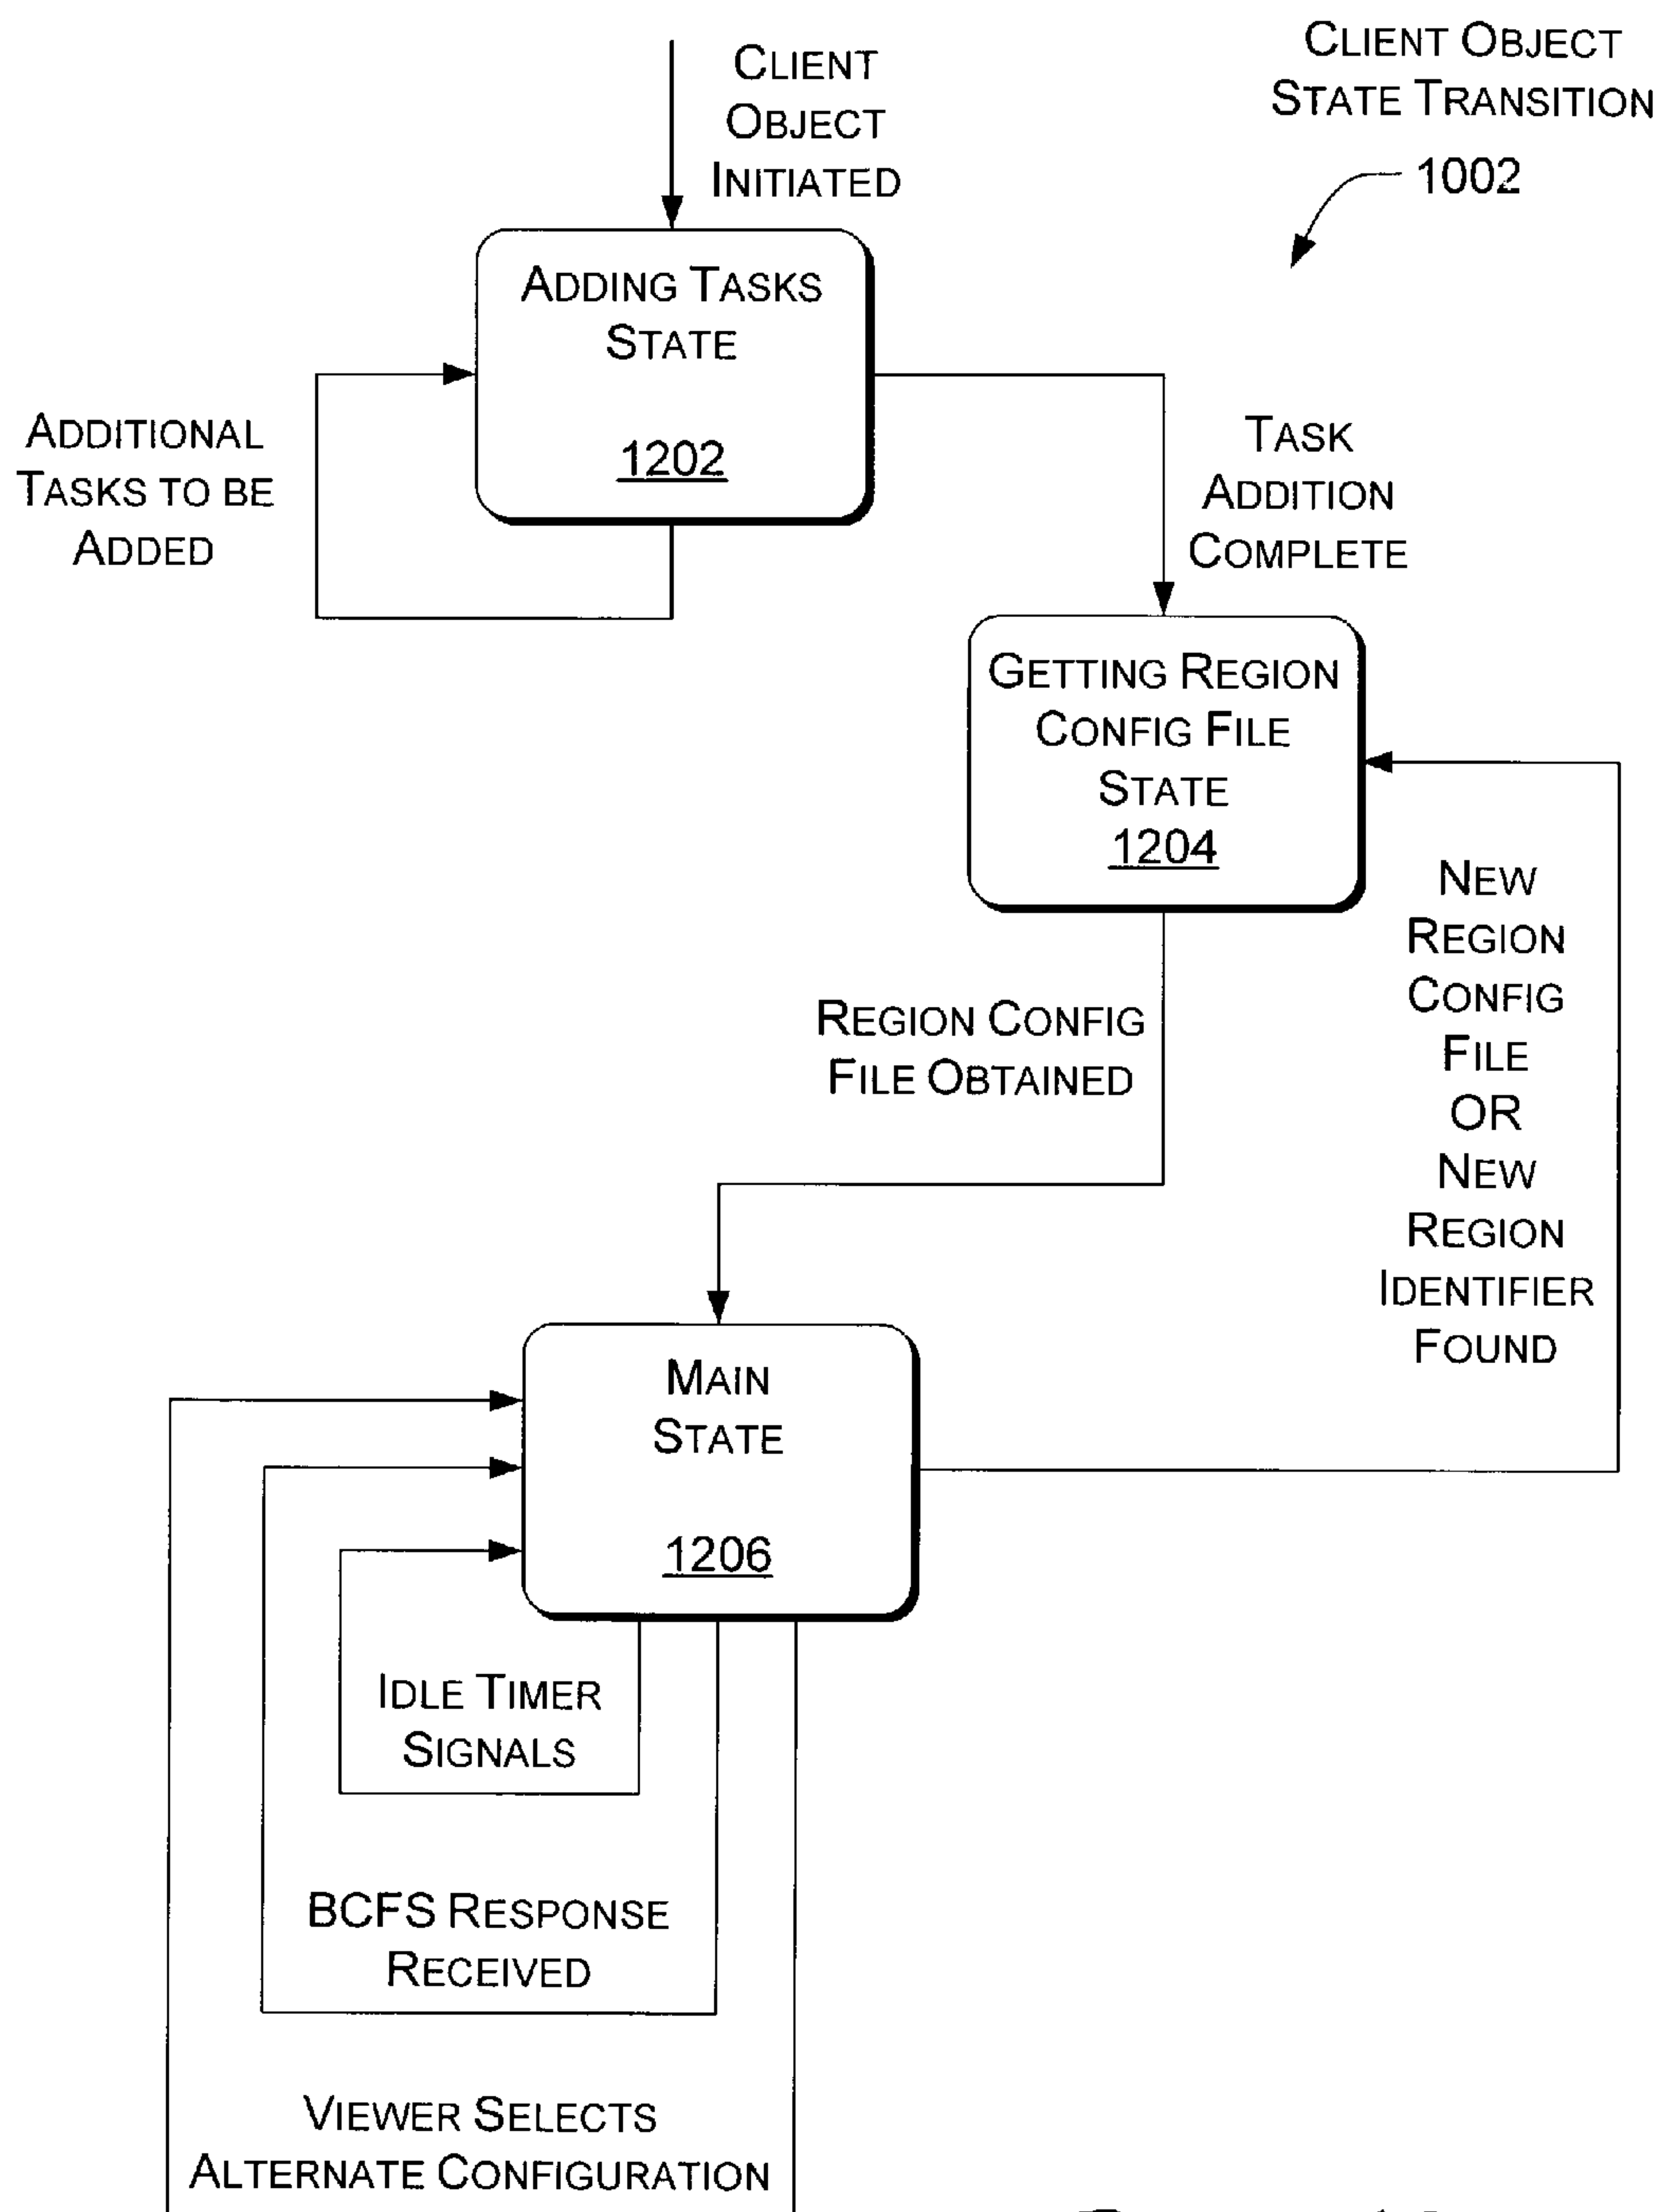 CLIENT OBJECT
STATE TRANSITION
1002
CLIENT
OBJECT
INITIATED
ADDING TASKS
STATE
1202
ADDITIONAL
TASKS TO BE
ADDED
TASK
ADDITION
COMPLETE
GETTING REGION
CONFIG FILE
STATE
1204
REGION CONFIG
FILE OBTAINED
NEW
REGION
CONFIG
FILE
OR
NEW
REGION
IDENTIFIER
FOUND
MAIN
STATE
1206
IDLE TIMER
SIGNALS
BCFS RESPONSE
RECEIVED
VIEWER SELECTS
ALTERNATE CONFIGURATION